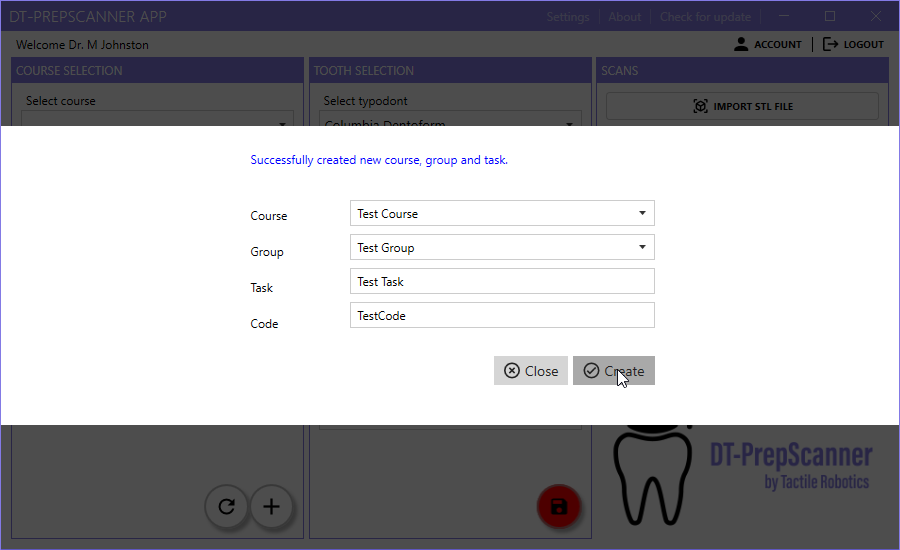 DT-PREPSCANNER APP
Settings
About
Check for update
Welcome Dr. M Johnston
ACCOUNT
LOGOUT
COURSE SELECTION
TOOTH SELECTION
SCANS
Select course
Select typodont
IMPORT STL FILE
Columbia Dentoform
Successfully created new course, group and task.
Course
Test Course
Group
Test Group
Task
Test Task
Code
TestCode
Close
Create
DT-PrepScanner
by Tactile Robotics